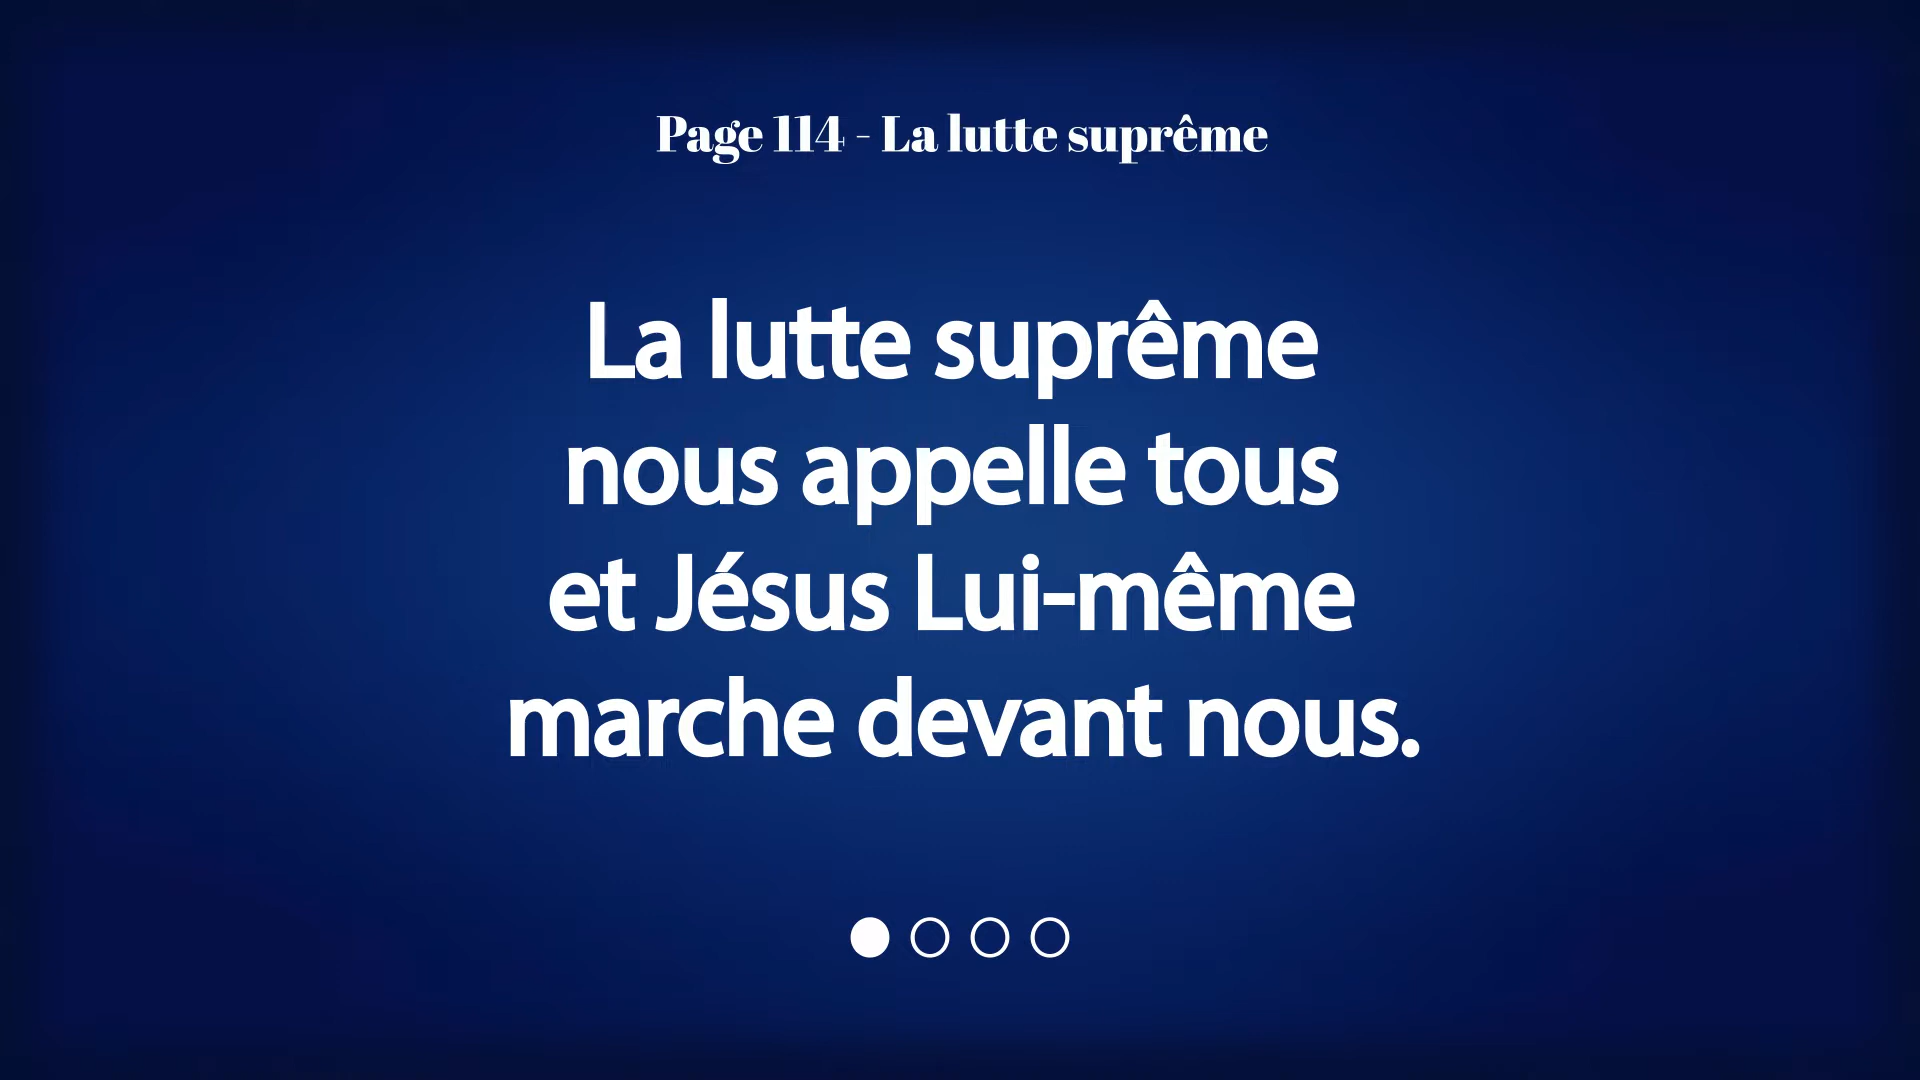 Page 114 - La lutte suprême
La lutte suprême
nous appelle tous
et Jésus Lui-même
marche devant nous.